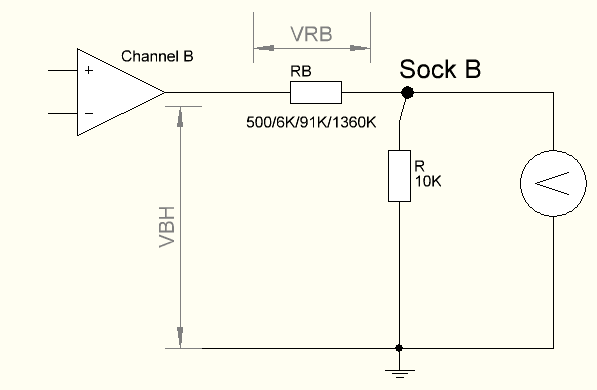 VRB
Channel B
RB
Sock B
+
500/6K/91K/1360K
−
R
10K
V
VBH